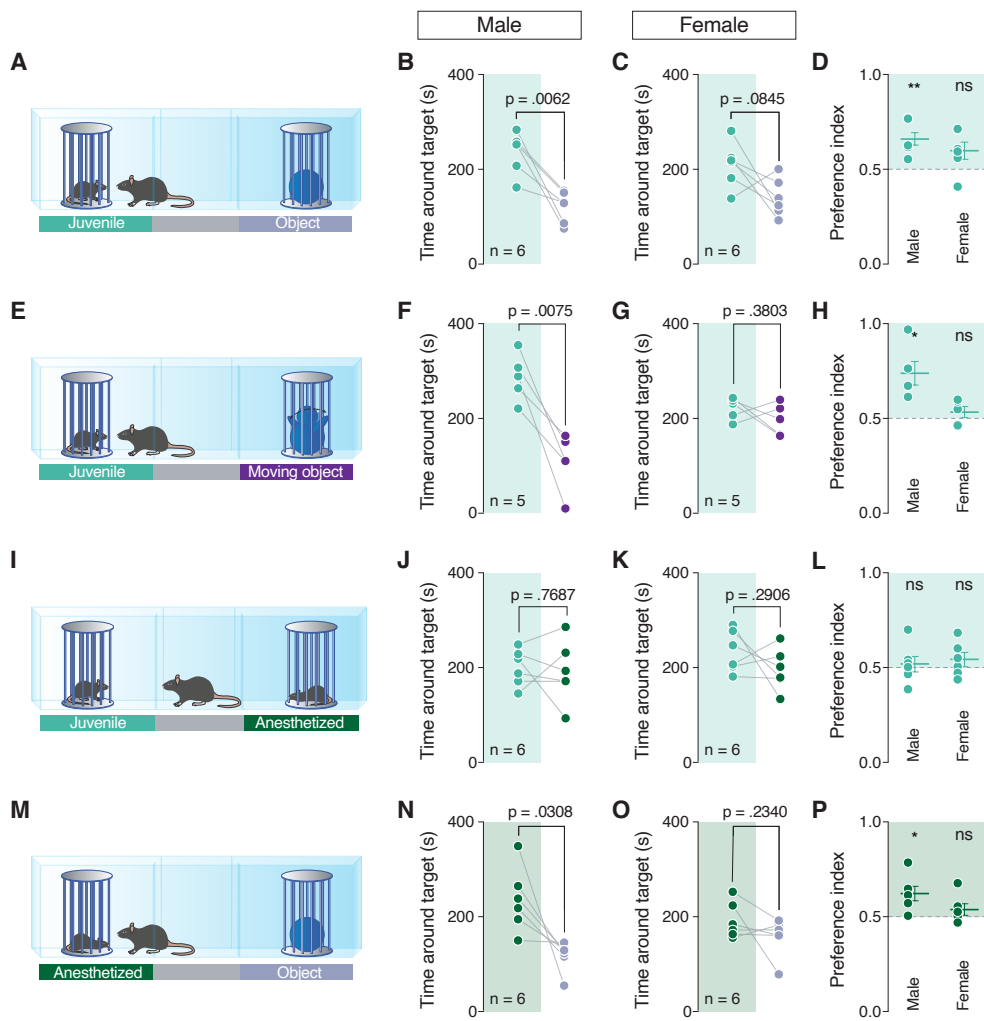 Male
Female
A
B
C
D
Juvenile
Object
Time around target (s)
400
200
0
p = .0062
n = 6
Time around target (s)
400
200
0
p = .0845
n = 6
Preference index
1.0
0.5
0.0
**
ns
Male
Female
E
F
G
H
Juvenile
Moving object
Time around target (s)
400
200
0
p = .0075
n = 5
Time around target (s)
400
200
0
p = .3803
n = 5
Preference index
1.0
0.5
0.0
*
ns
Male
Female
I
J
K
L
Juvenile
Anesthetized
Time around target (s)
400
200
0
p = .7687
n = 6
Time around target (s)
400
200
0
p = .2906
n = 6
Preference index
1.0
0.5
0.0
ns
ns
Male
Female
M
N
O
P
Anesthetized
Object
Time around target (s)
400
200
0
p = .0308
n = 6
Time around target (s)
400
200
0
p = .2340
n = 6
Preference index
1.0
0.5
0.0
*
ns
Male
Female